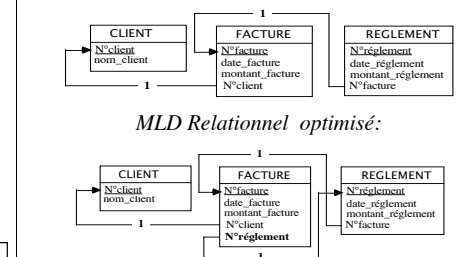 1
CLIENT
N°client
nom_client
FACTURE
N°facture
date_facture
montant_facture
N°client
REGLEMENT
N°réglement
date_réglement
montant_réglement
N°facture
1
MLD Relationnel optimisé:
1
CLIENT
N°client
nom_client
FACTURE
N°facture
date_facture
montant_facture
N°client
N°réglement
REGLEMENT
N°réglement
date_réglement
montant_réglement
N°facture
1
1